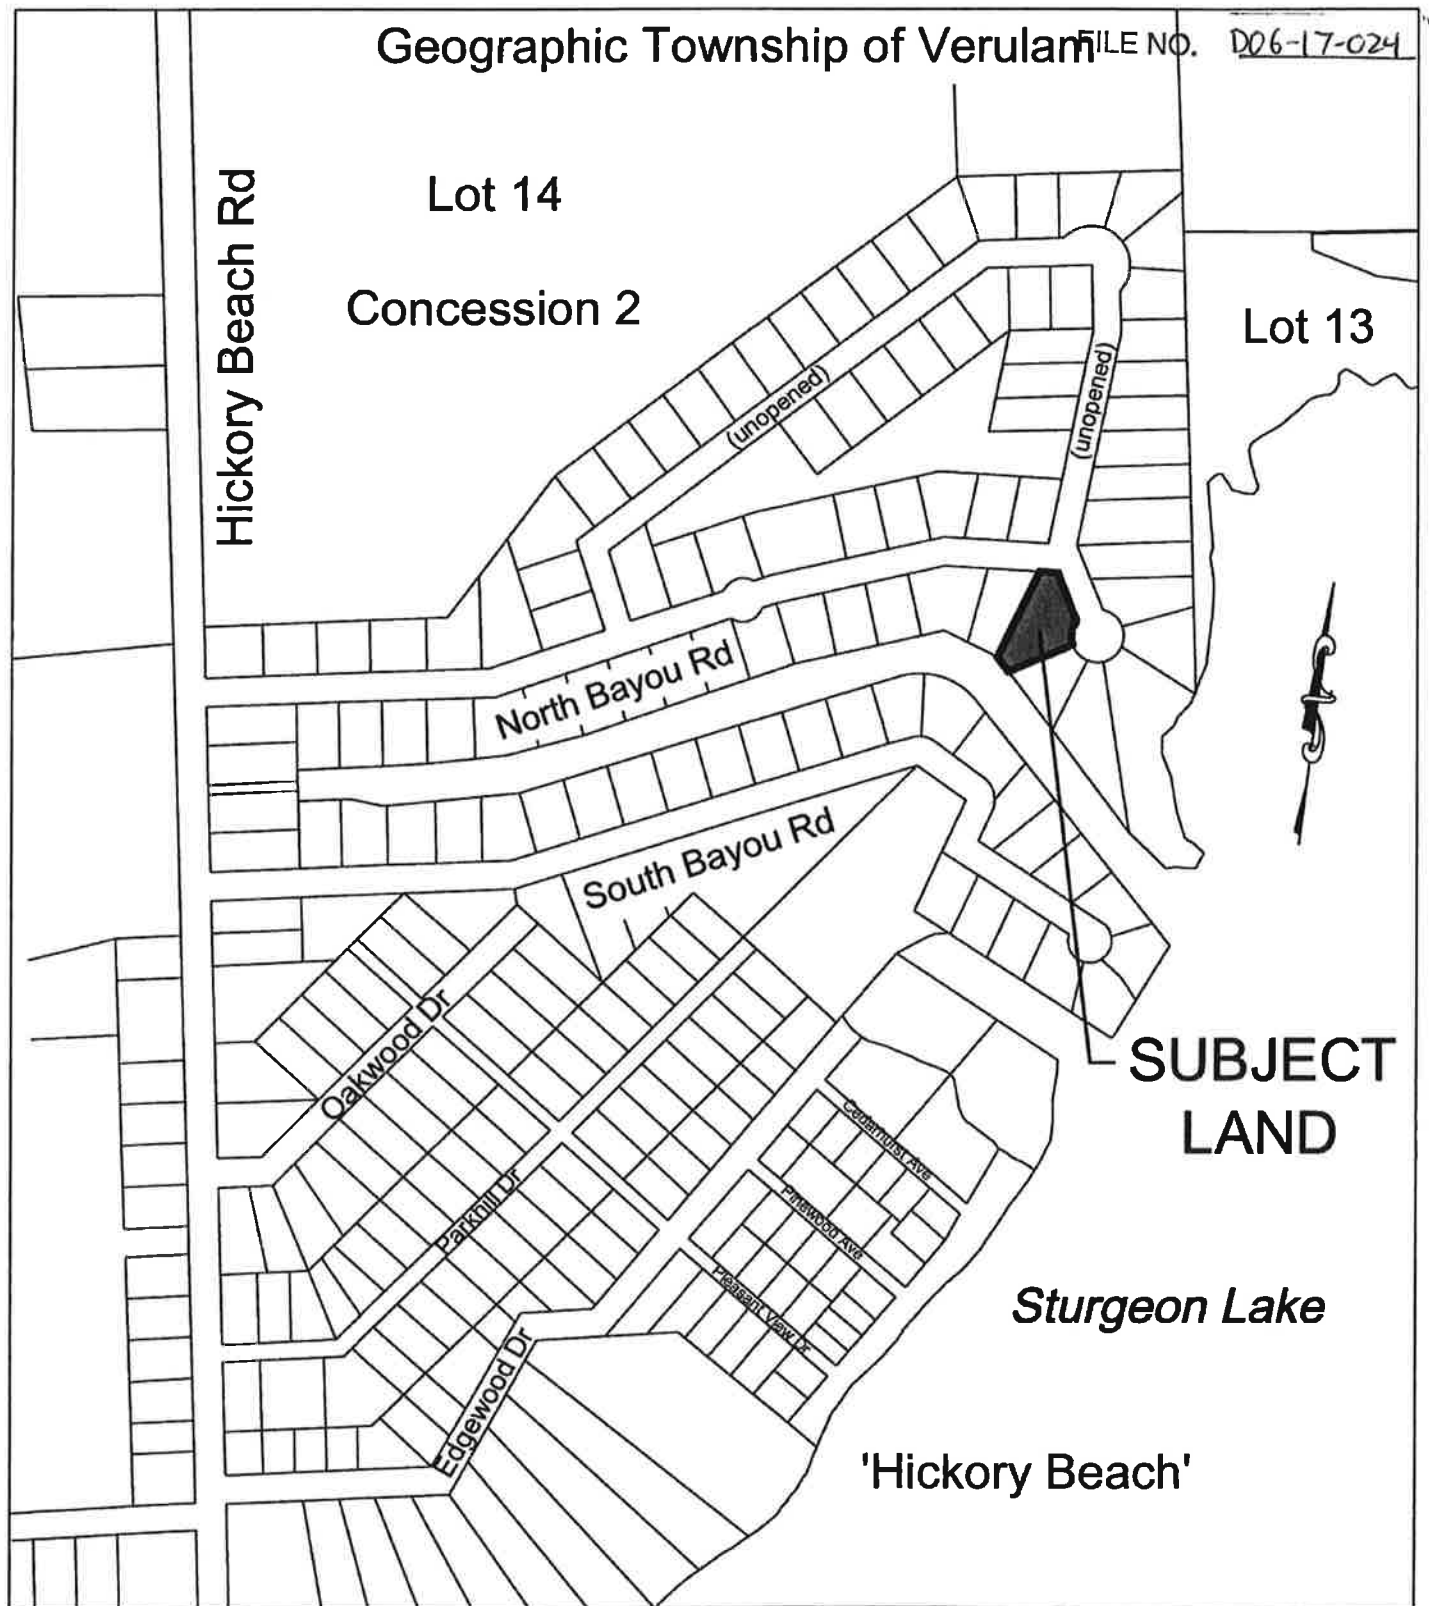 Geographic Township of Verulam
FILE NO. D06-17-024
Lot 14
Hickory Beach Rd
Concession 2
Lot 13
(unopened)
(unopened)
North Bayou Rd
South Bayou Rd
Oakwood Dr
SUBJECT
LAND
Cedarhurst Ave
Parkhill Dr
Pinewood Ave
Pleasant View Dr
Sturgeon Lake
Edgewood Dr
'Hickory Beach'